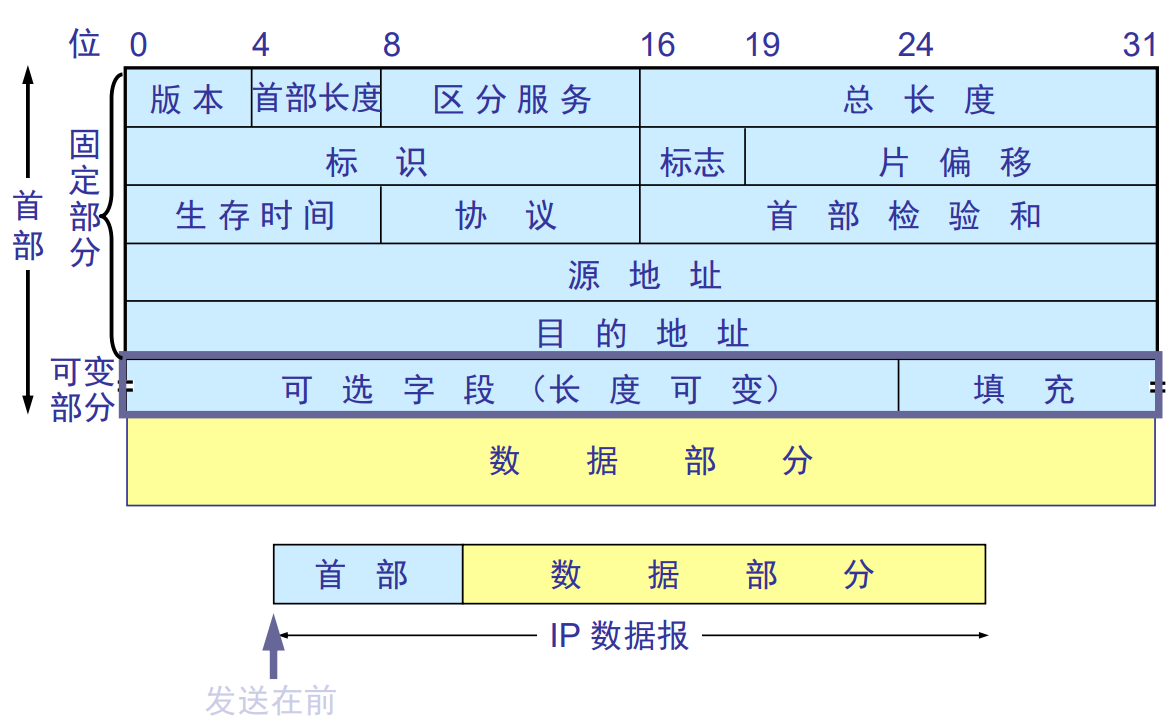 位 0 4 8 16 19 24 31
版 本 首部长度 区 分 服 务 总 长 度
标 识 标志 片 偏 移
生 存 时 间 协 议 首 部 检 验 和
源 地 址
目 的 地 址
可 选 字 段 （长 度 可 变） 填 充
数 据 部 分
首部
固定部分
可变
部分
首 部 数 据 部 分
IP 数据报
发送在前